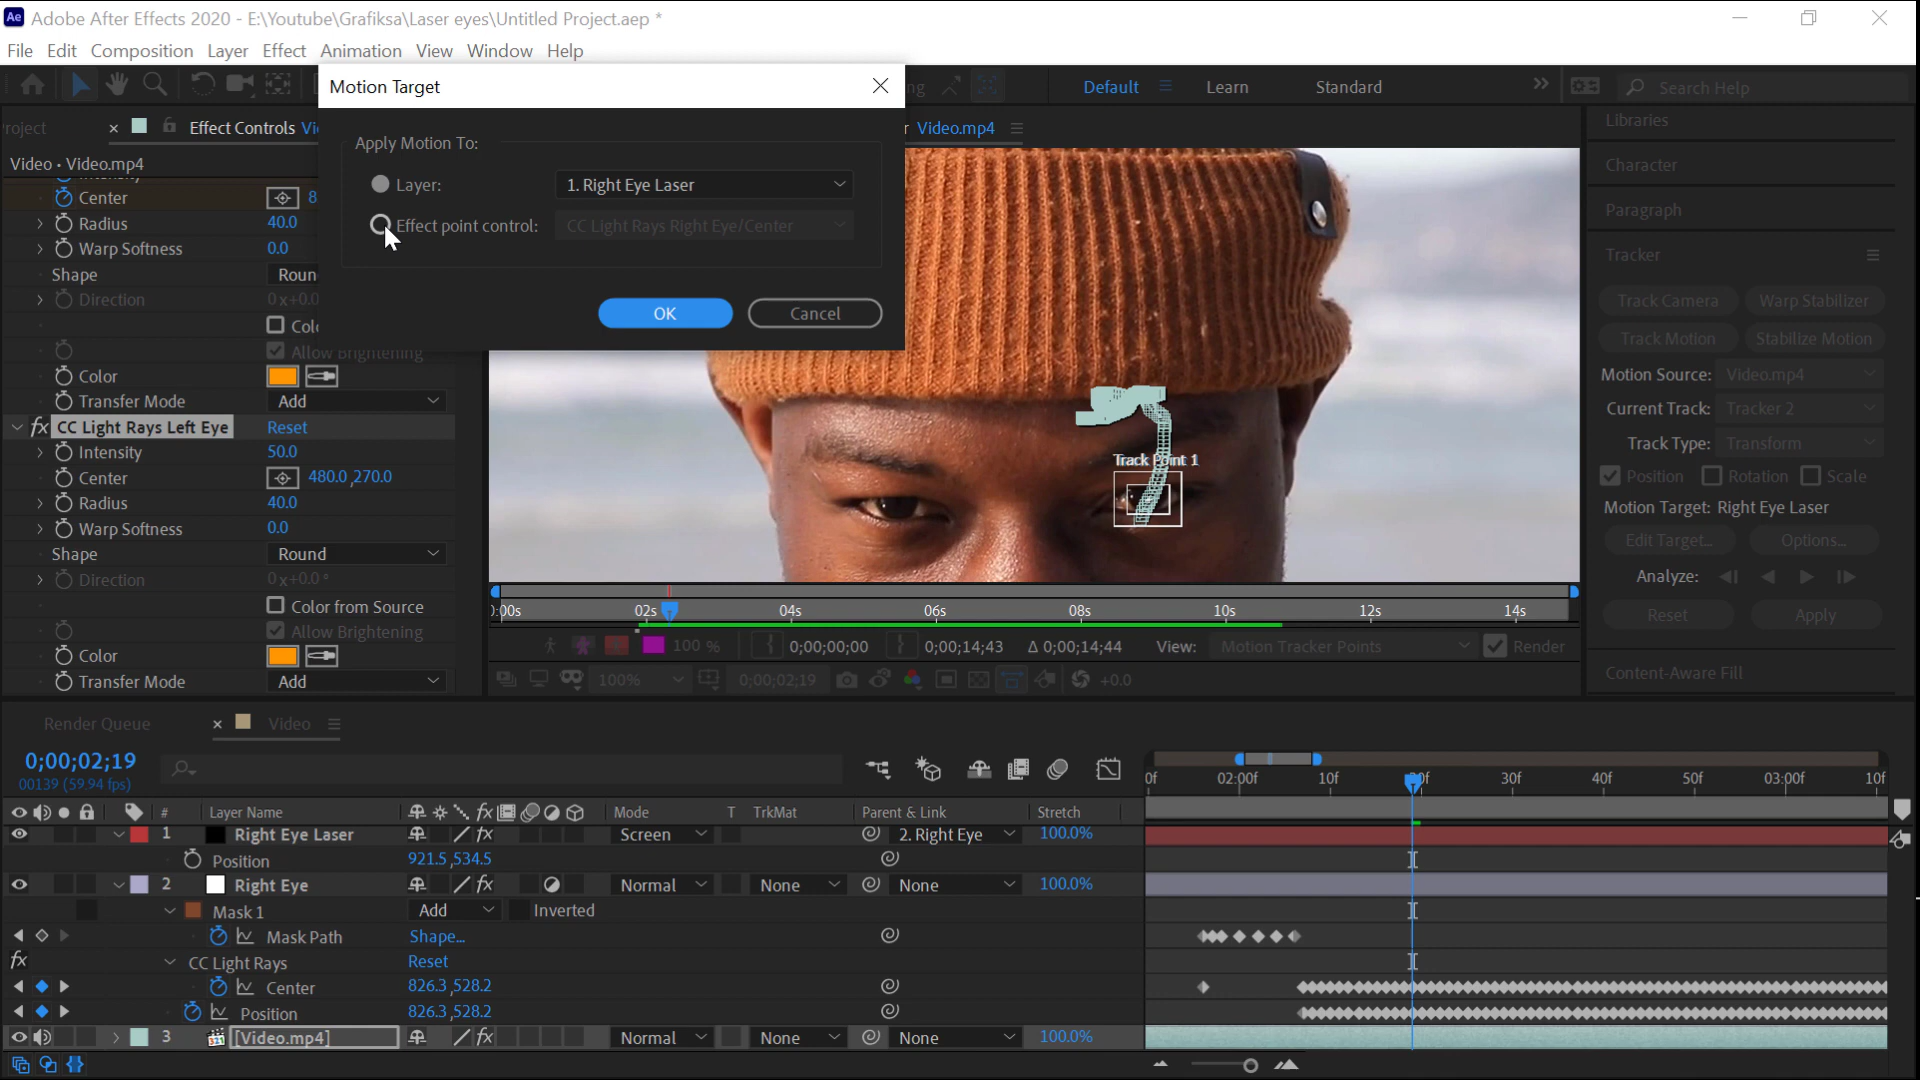 Ae Adobe After Effects 2020 - E:\Youtube\Grafiksa\Laser eyes\Untitled Project.aep *
File Edit Composition Layer Effect Animation View Window Help
Motion Target
Default Learn Standard Search Help
Effect Controls
Video.mp4
Video • Video.mp4
Apply Motion To:
Layer: 1. Right Eye Laser
Effect point control: CC Light Rays Right Eye/Center
OK Cancel
Center 8
Radius 40.0
Warp Softness 0.0
Shape Roun
Direction 0x+0.0
Allow Brightening
Color
Transfer Mode Add
fx CC Light Rays Left Eye Reset
Intensity 50.0
Center 480.0,270.0
Radius 40.0
Warp Softness 0.0
Shape Round
Direction 0x+0.0°
Color from Source
Allow Brightening
Color
Transfer Mode Add
Track Point 1
Libraries
Character
Paragraph
Tracker
Track Camera Warp Stabilizer
Track Motion Stabilize Motion
Motion Source: Video.mp4
Current Track: Tracker 2
Track Type: Transform
Position Rotation Scale
Motion Target: Right Eye Laser
Edit Target... Options...
Analyze:
Reset Apply
Content-Aware Fill
):00s 02s 04s 06s 08s 10s 12s 14s
100 % 0;00;00;00 0;00;14;43 Δ 0;00;14;44 View: Motion Tracker Points Render
100% 0;00;02;19 +0.0
Render Queue × Video
0;00;02;19
00139 (59.94 fps)
0f 02:00f 10f 20f 30f 40f 50f 03:00f 10f
# Layer Name fx Mode T TrkMat Parent & Link Stretch
1 Right Eye Laser fx Screen 2. Right Eye 100.0%
Position 921.5,534.5
2 Right Eye fx Normal None None 100.0%
Mask 1 Add Inverted
Mask Path Shape...
fx CC Light Rays Reset
Center 826.3,528.2
Position 826.3,528.2
3 [Video.mp4] fx Normal None None 100.0%